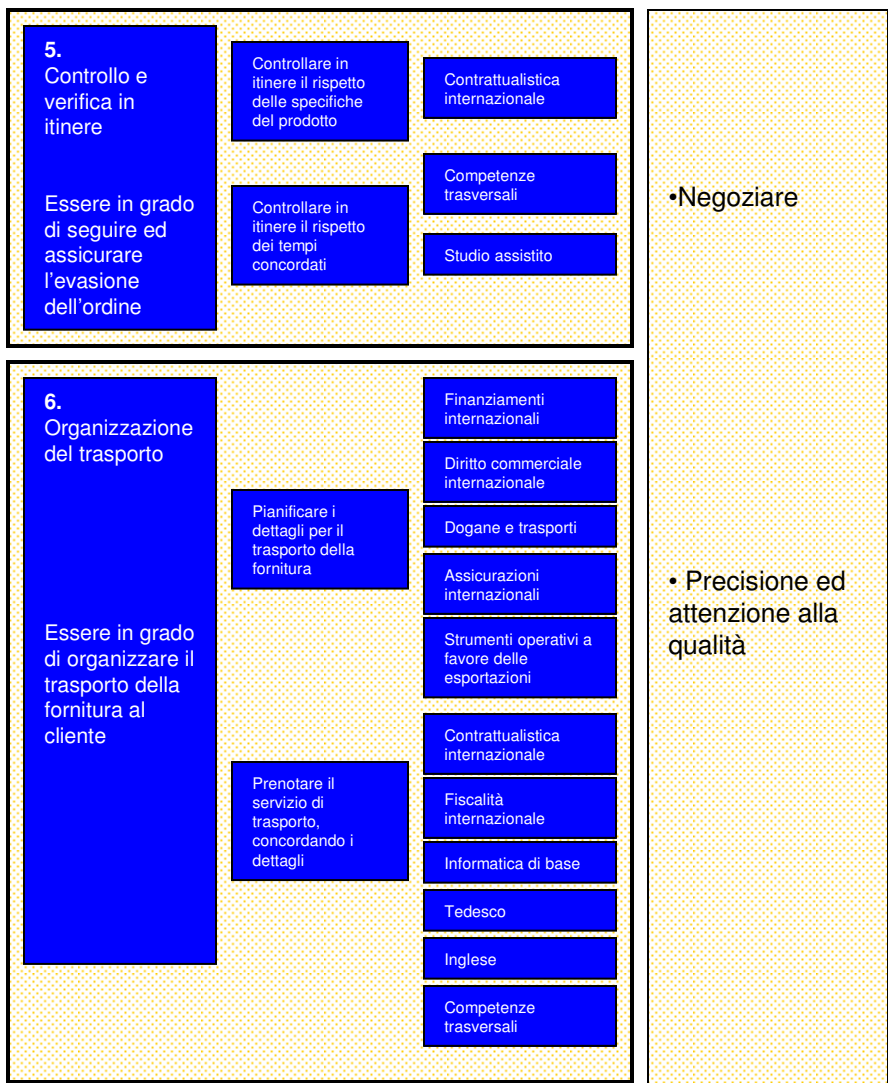 5.
Controllo e
verifica in
itinere
Essere in grado
di seguire ed
assicurare
l'evasione
dell'ordine
Controllare in
itinere il rispetto
delle specifiche
del prodotto
Controllare in
itinere il rispetto
dei tempi
concordati
Contrattualistica
internazionale
Competenze
trasversali
Studio assistito
•Negoziare
6.
Organizzazione
del trasporto
Essere in grado
di organizzare il
trasporto della
fornitura al
cliente
Pianificare i
dettagli per il
trasporto della
fornitura
Prenotare il
servizio di
trasporto,
concordando i
dettagli
Finanziamenti
internazionali
Diritto commerciale
internazionale
Dogane e trasporti
Assicurazioni
internazionali
Strumenti operativi a
favore delle
esportazioni
Contrattualistica
internazionale
Fiscalità
internazionale
Informatica di base
Tedesco
Inglese
Competenze
trasversali
• Precisione ed
attenzione alla
qualità